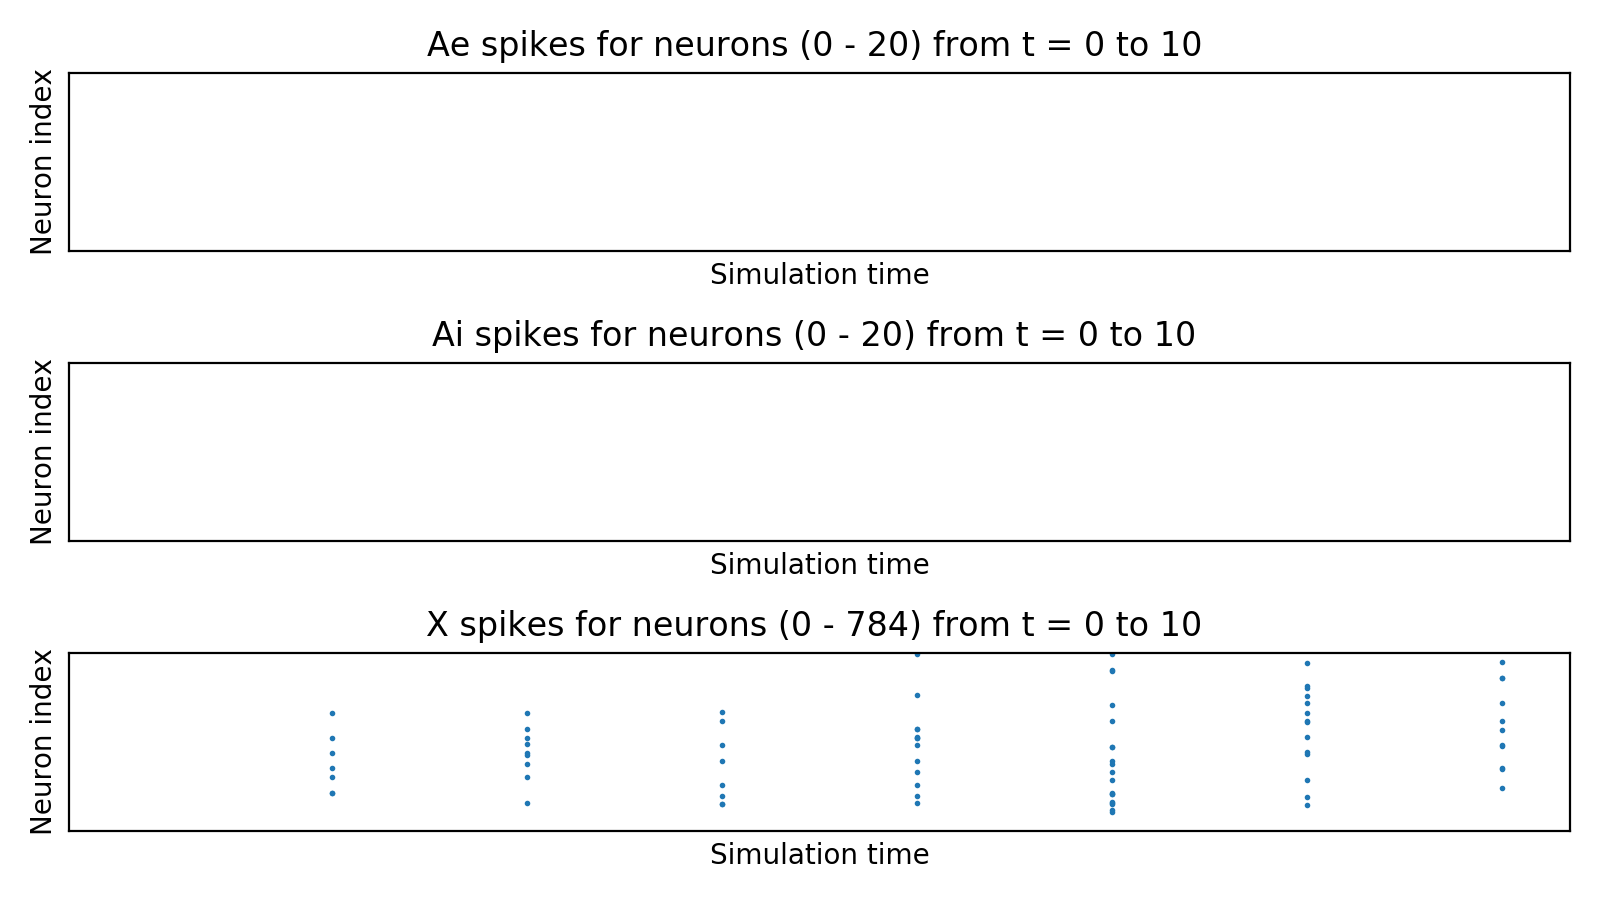 Ae spikes for neurons (0 - 20) from t = 0 to 10
Neuron index
Simulation time
Ai spikes for neurons (0 - 20) from t = 0 to 10
Neuron index
Simulation time
X spikes for neurons (0 - 784) from t = 0 to 10
Neuron index
Simulation time